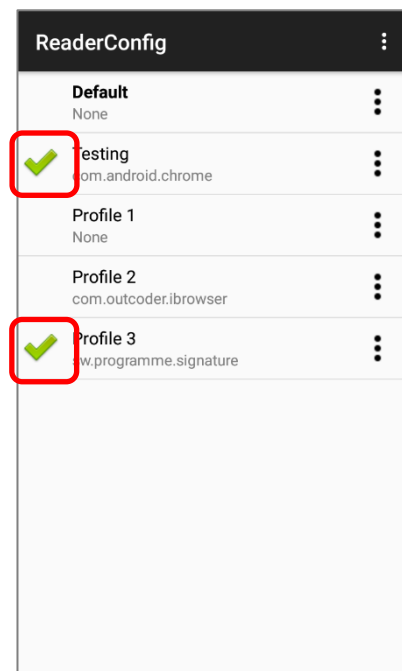 ReaderConfig
Default
None
Testing
com.android.chrome
Profile 1
None
Profile 2
com.outcoder.ibrowser
Profile 3
sw.programme.signature